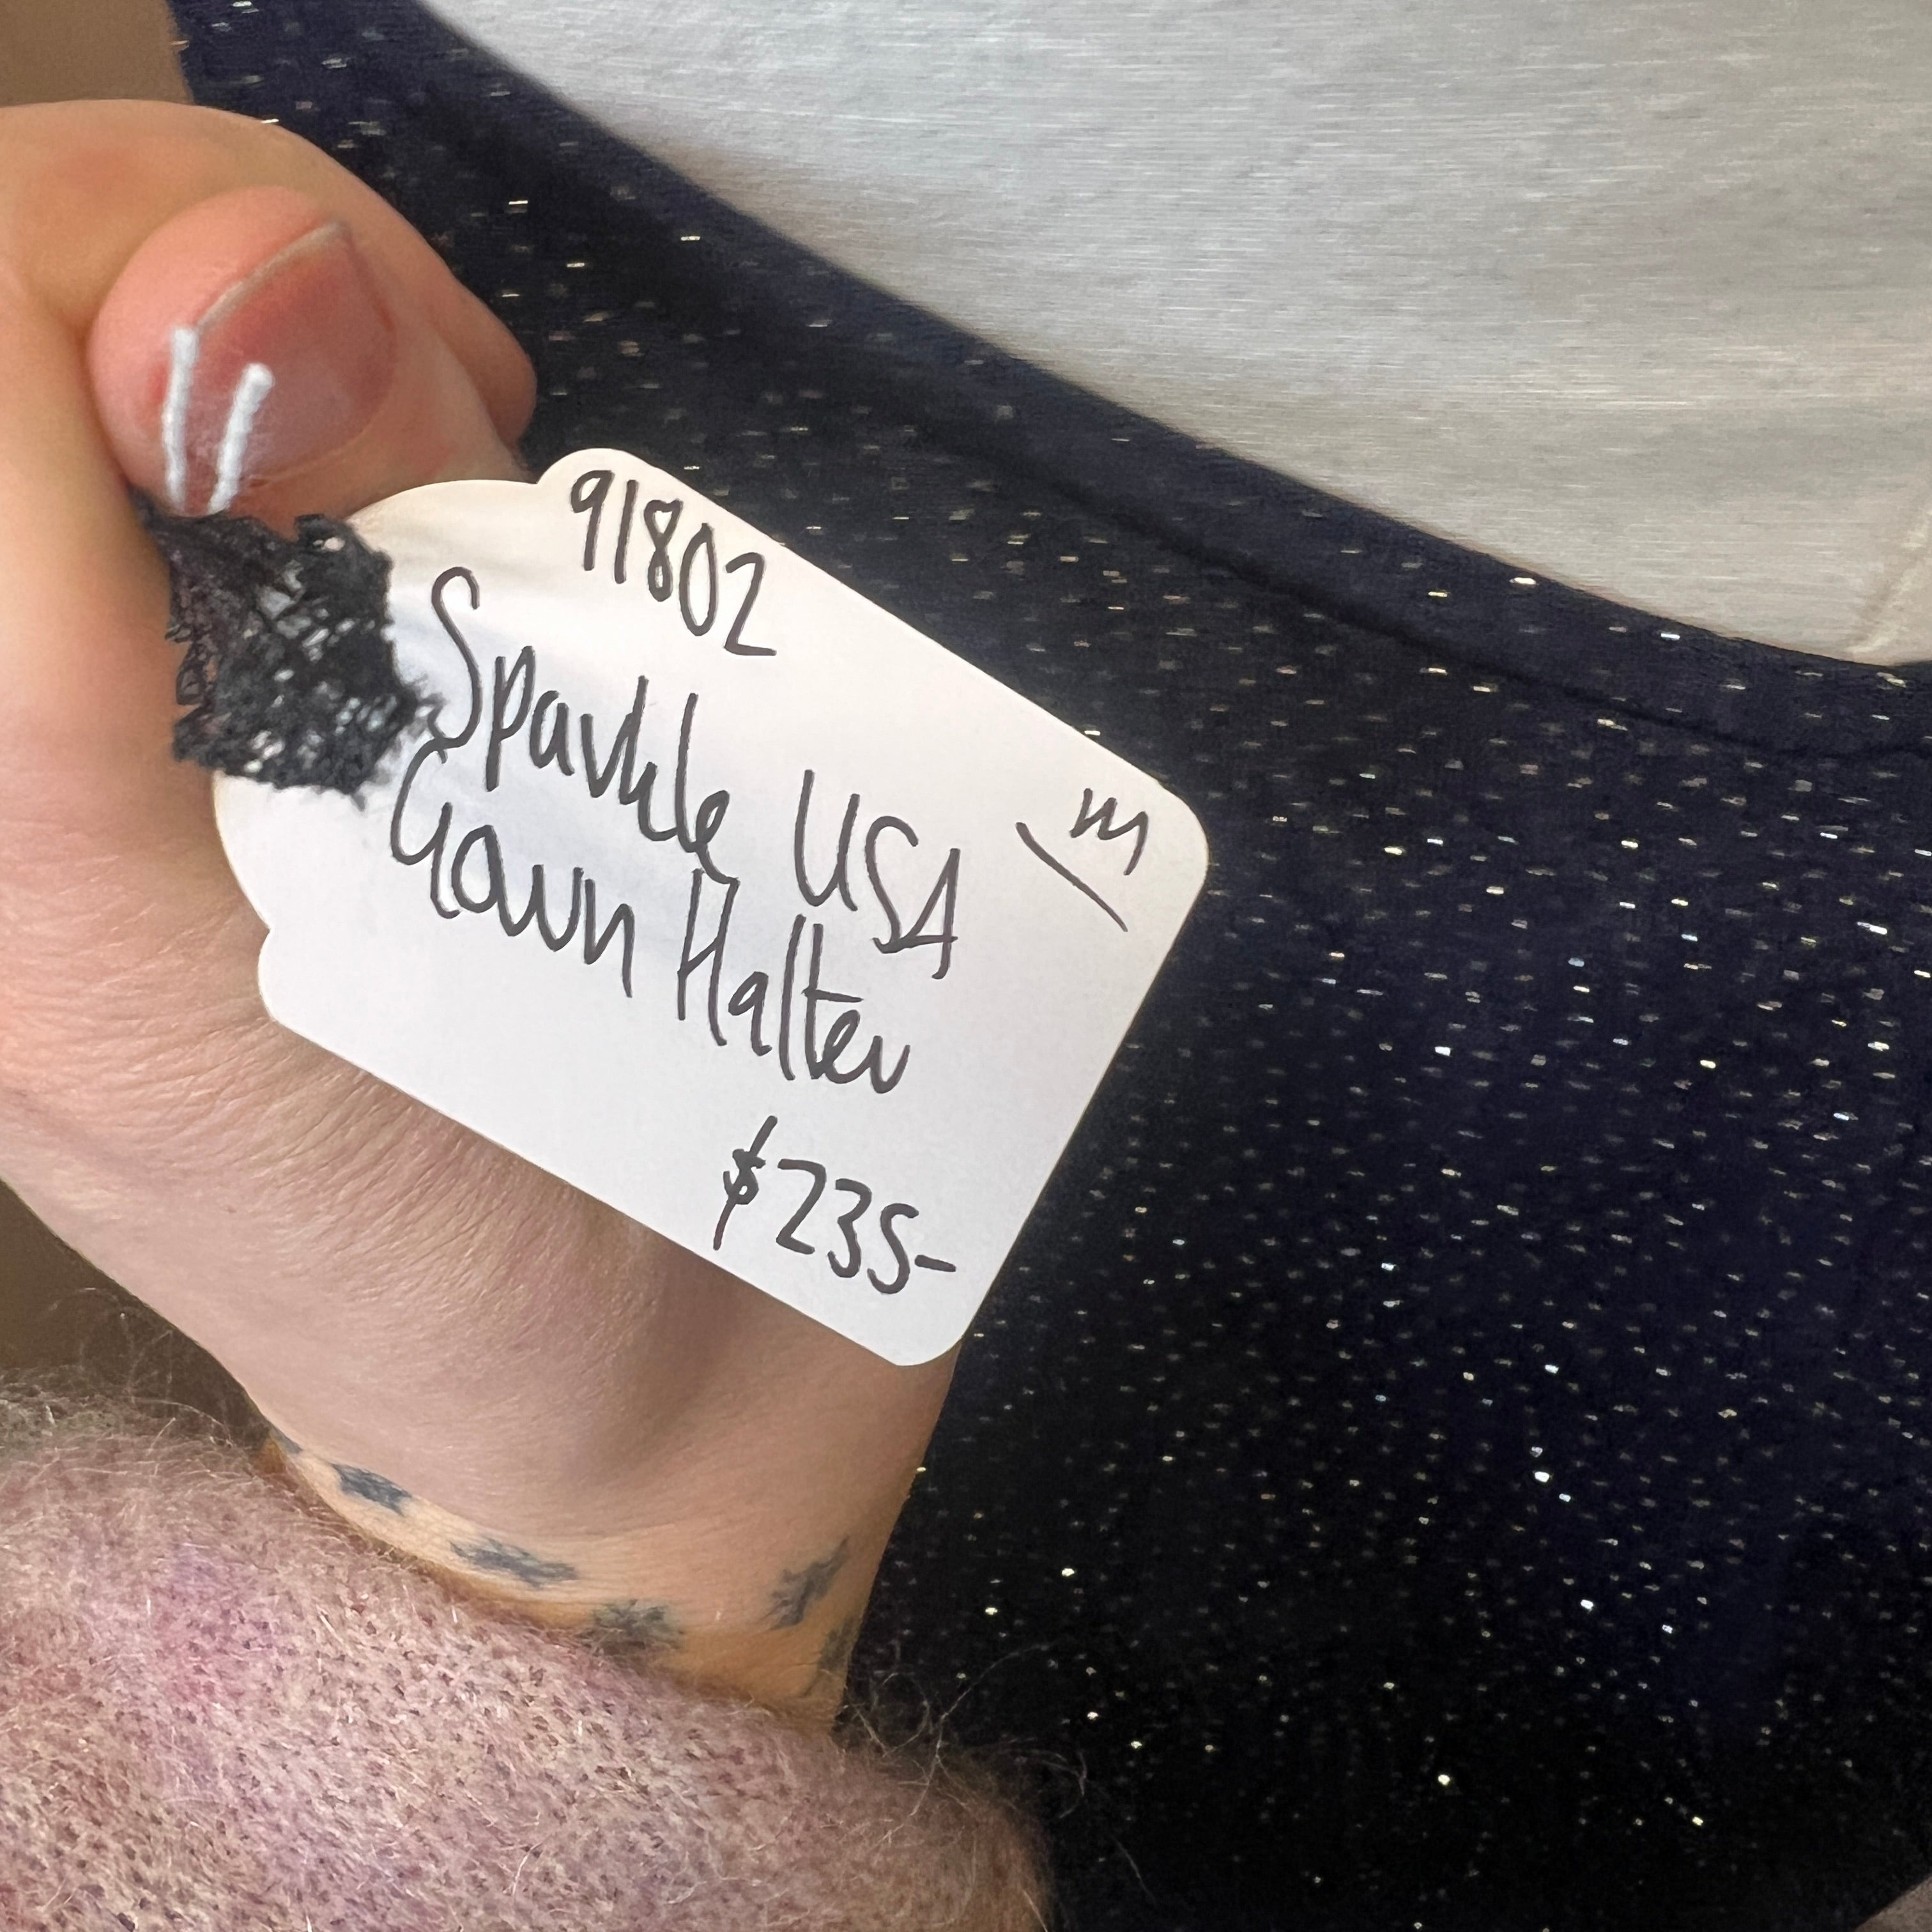 91802
Sparkle USA
Gown Halter
M
$235-